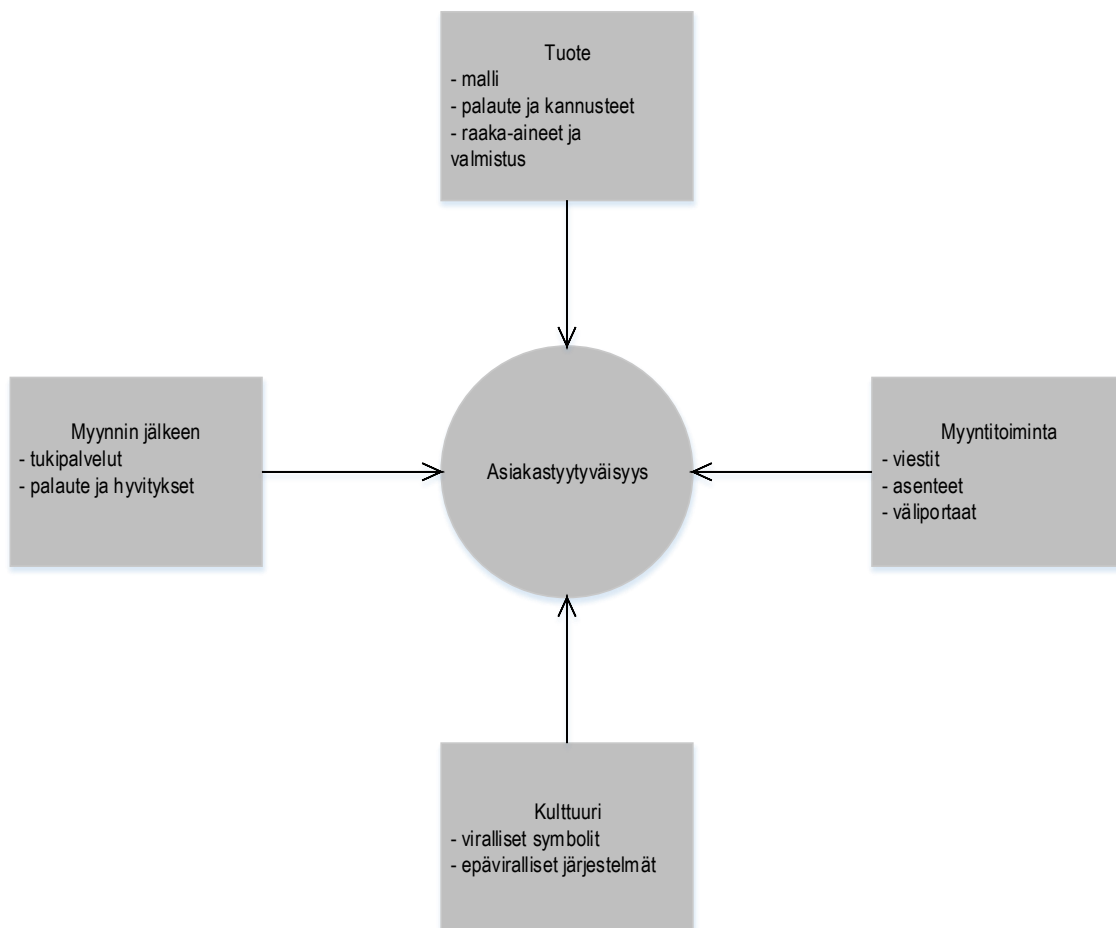 Tuote
- malli
- palaute ja kannusteet
- raaka-aineet ja
valmistus
Myynnin jälkeen
- tukipalvelut
- palaute ja hyvitykset
Asiakastyytyväisyys
Myyntitoiminta
- viestit
- asenteet
- väliportaat
Kulttuuri
- viralliset symbolit
- epäviralliset järjestelmät